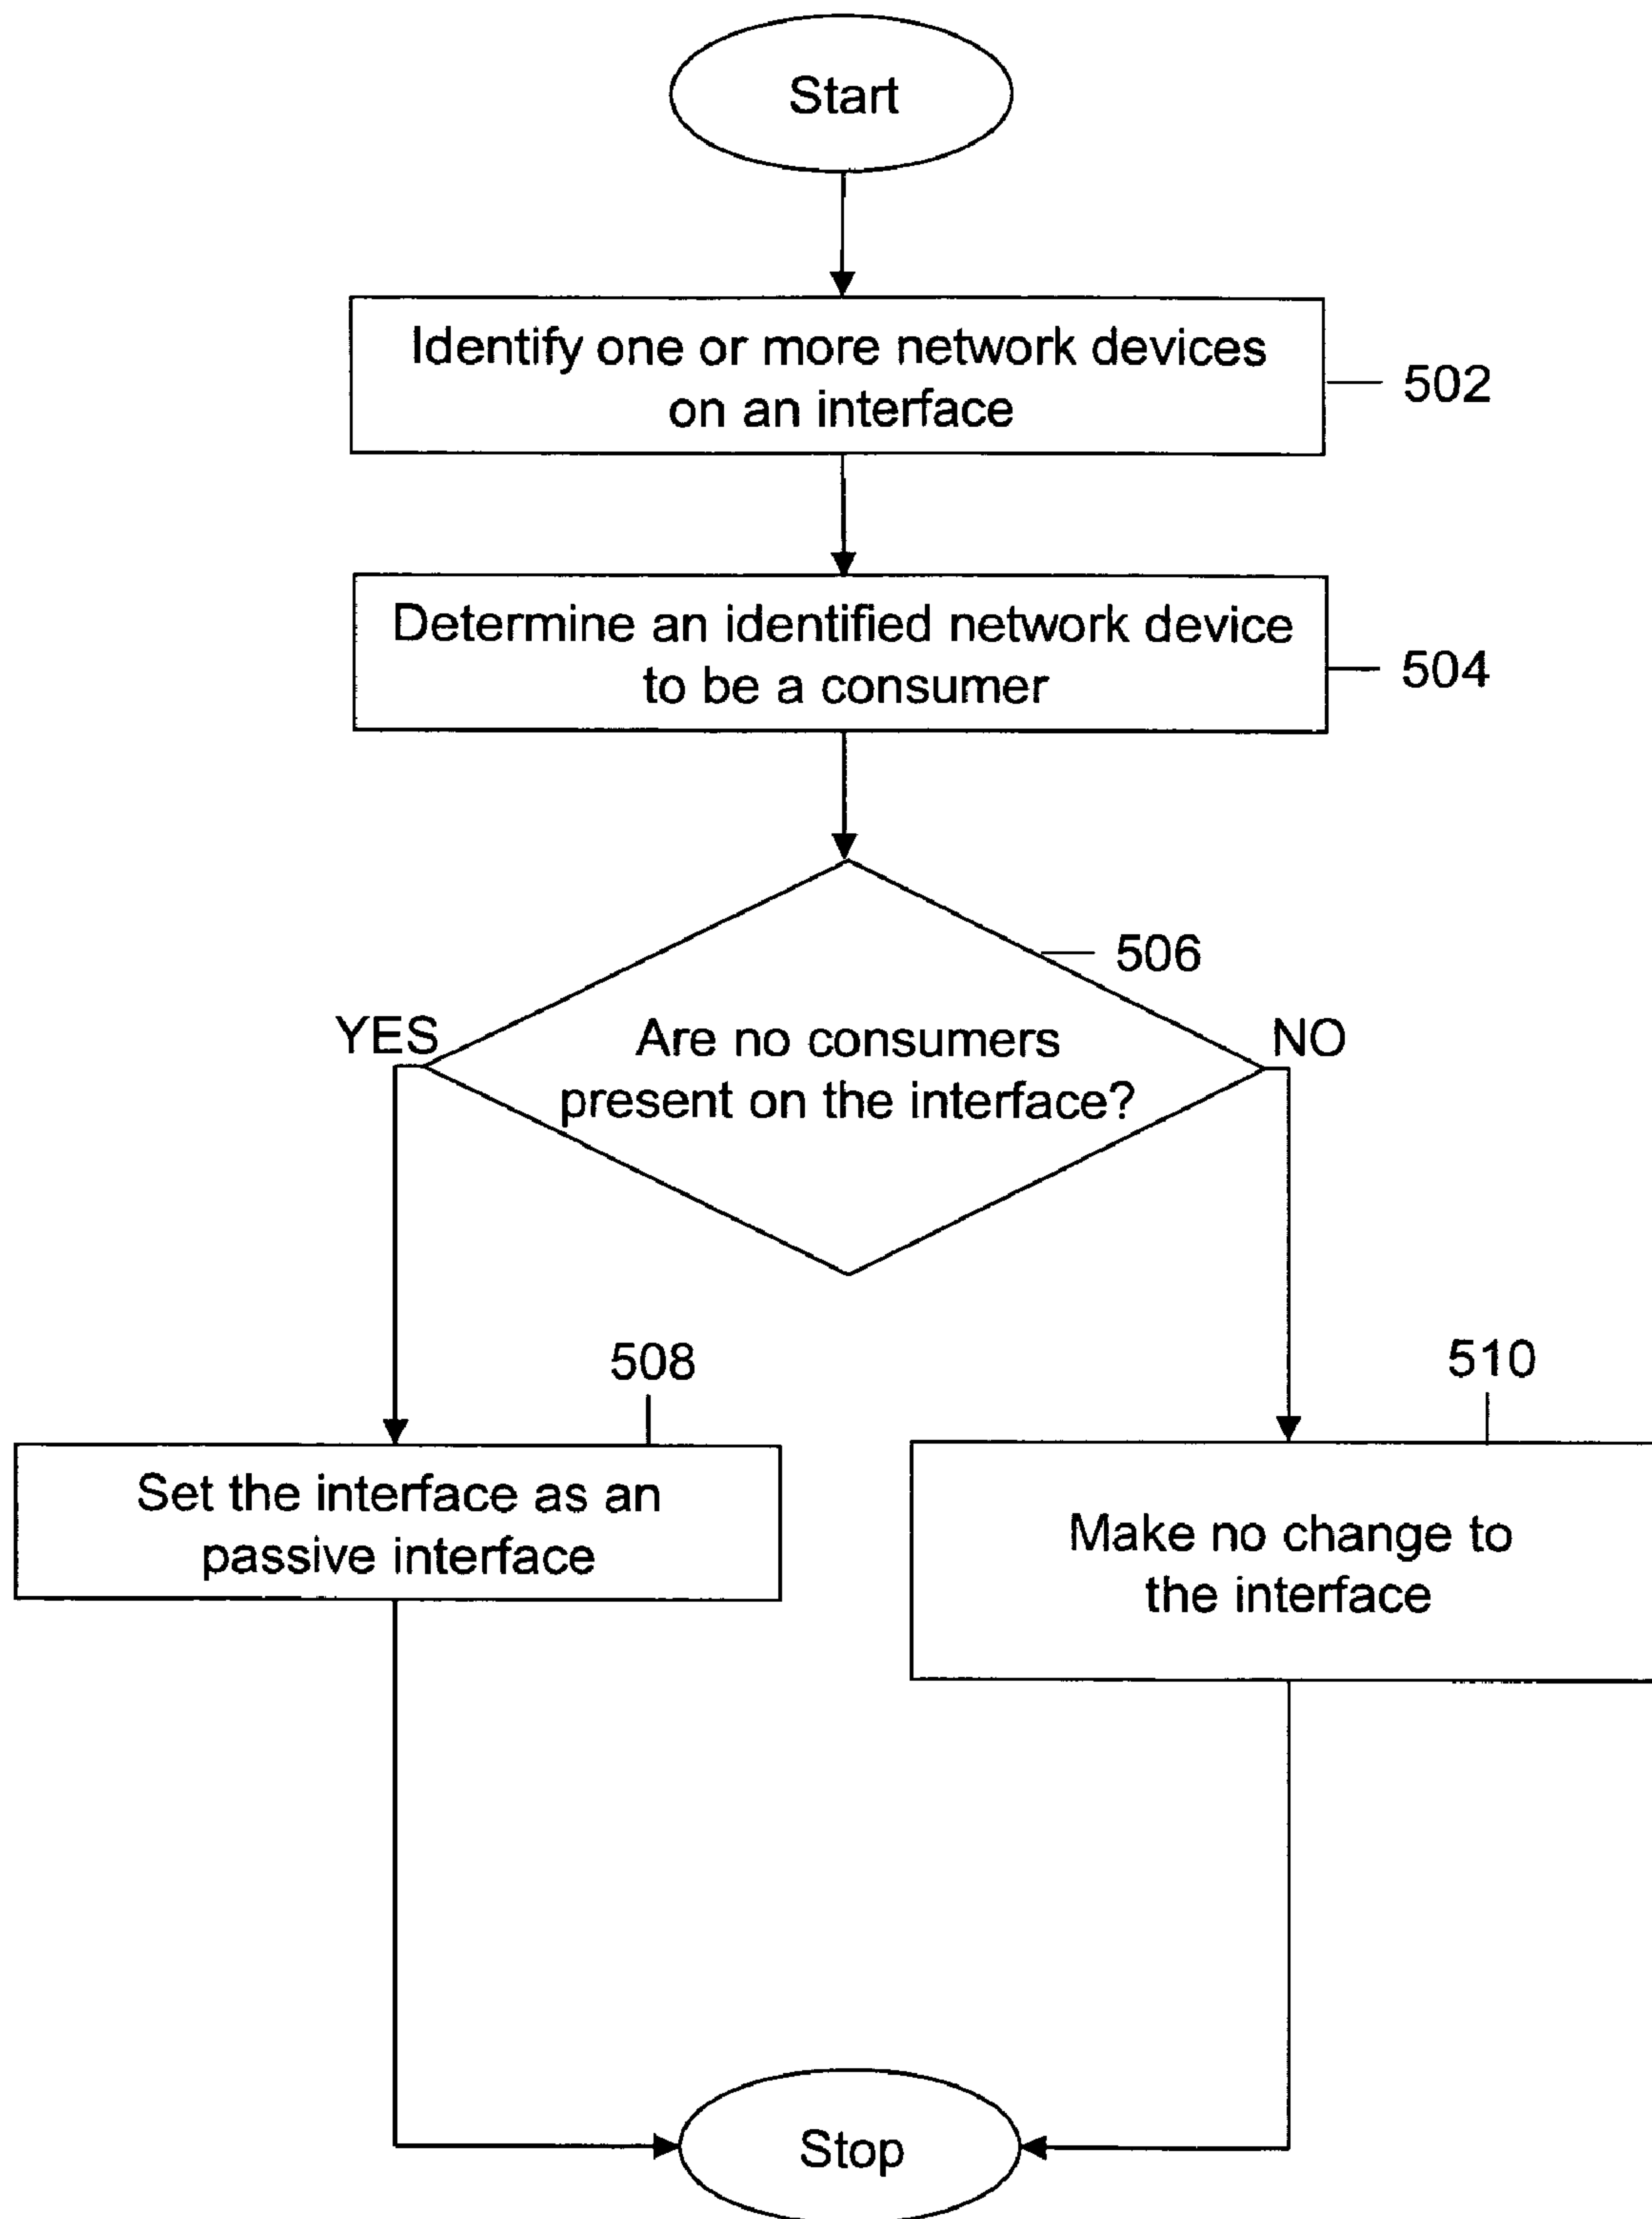 Start
Identify one or more network devices
on an interface
502
Determine an identified network device
to be a consumer
504
506
YES
Are no consumers
present on the interface?
NO
508
Set the interface as an
passive interface
510
Make no change to
the interface
Stop